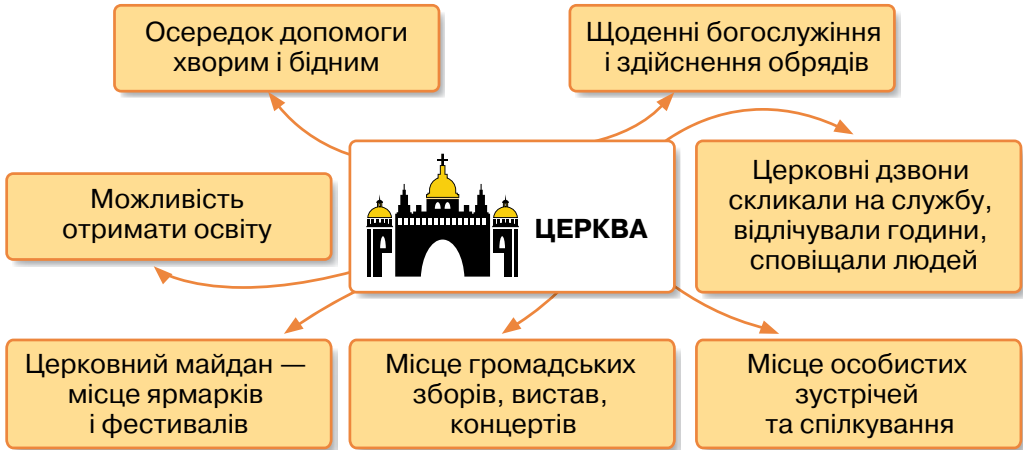 Осередок допомоги
хворим і бідним
Щоденні богослужіння
і здійснення обрядів
Можливість
отримати освіту
ЦЕРКВА
Церковні дзвони
скликали на службу,
відлічували години,
сповіщали людей
Церковний майдан —
місце ярмарків
і фестивалів
Місце громадських
зборів, вистав,
концертів
Місце особистих
зустрічей
та спілкування